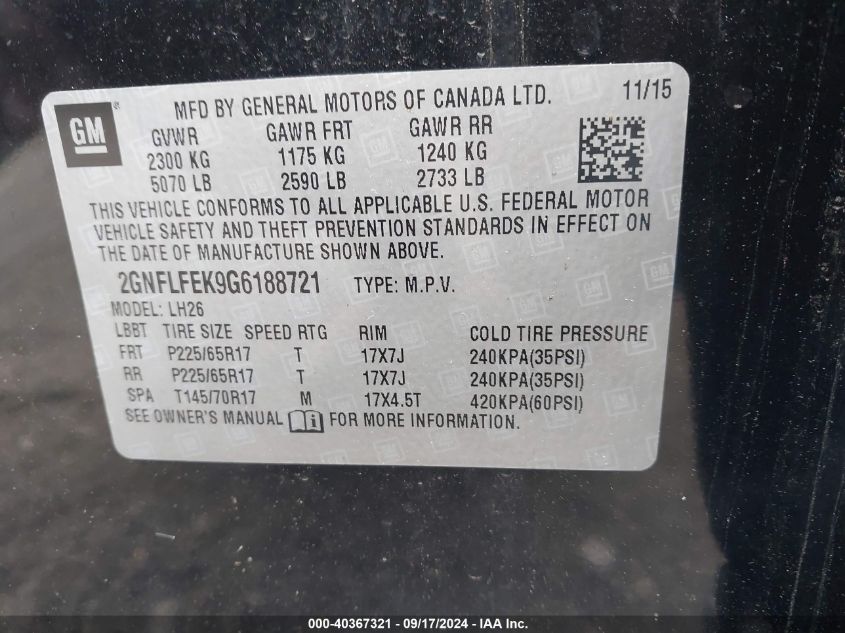 GM ®
MFD BY GENERAL MOTORS OF CANADA LTD. 11/15
GVWR GAWR FRT GAWR RR
2300 KG 1175 KG 1240 KG
5070 LB 2590 LB 2733 LB
THIS VEHICLE CONFORMS TO ALL APPLICABLE U.S. FEDERAL MOTOR
VEHICLE SAFETY AND THEFT PREVENTION STANDARDS IN EFFECT ON
THE DATE OF MANUFACTURE SHOWN ABOVE.
2GNFLFEK9G6188721 TYPE: M.P.V.
MODEL: LH26
LBBT TIRE SIZE SPEED RTG RIM COLD TIRE PRESSURE
FRT P225/65R17 T 17X7J 240KPA(35PSI)
RR P225/65R17 T 17X7J 240KPA(35PSI)
SPA T145/70R17 M 17X4.5T 420KPA(60PSI)
SEE OWNER'S MANUAL i FOR MORE INFORMATION.
000-40367321 - 09/17/2024 - IAA Inc.